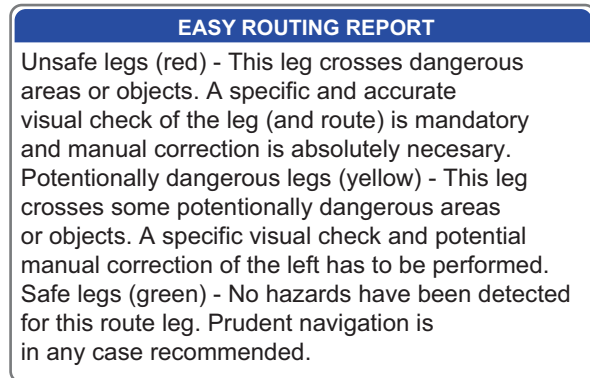 EASY ROUTING REPORT
Unsafe legs (red) - This leg crosses dangerous
areas or objects. A specific and accurate
visual check of the leg (and route) is mandatory
and manual correction is absolutely necesary.
Potentially dangerous legs (yellow) - This leg
crosses some potentially dangerous areas
or objects. A specific visual check and potential
manual correction of the left has to be performed.
Safe legs (green) - No hazards have been detected
for this route leg. Prudent navigation is
in any case recommended.